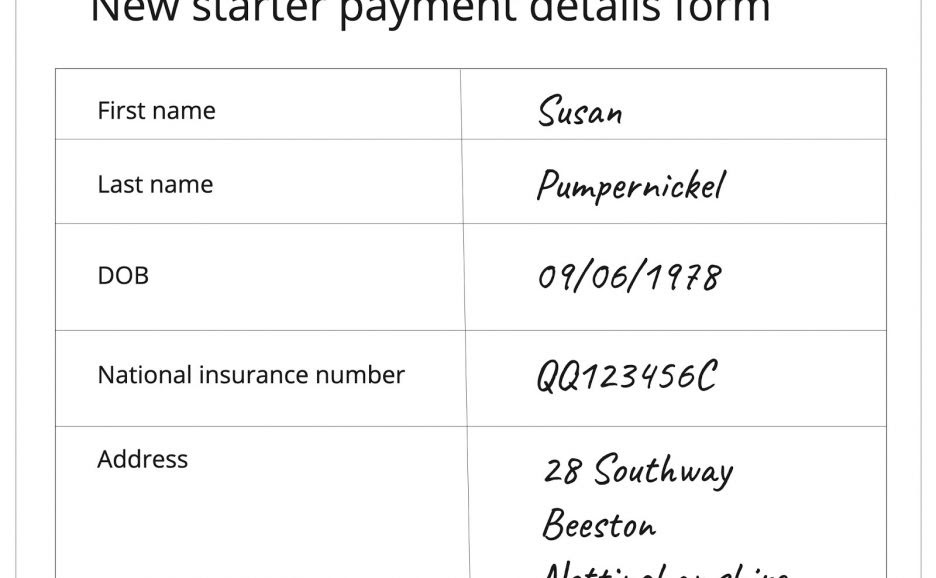 New starter payment details form
First name Susan
Last name Pumpernickel
DOB 09/06/1978
National insurance number QQ123456C
Address 28 Southway
Beeston
Nottinghamshire